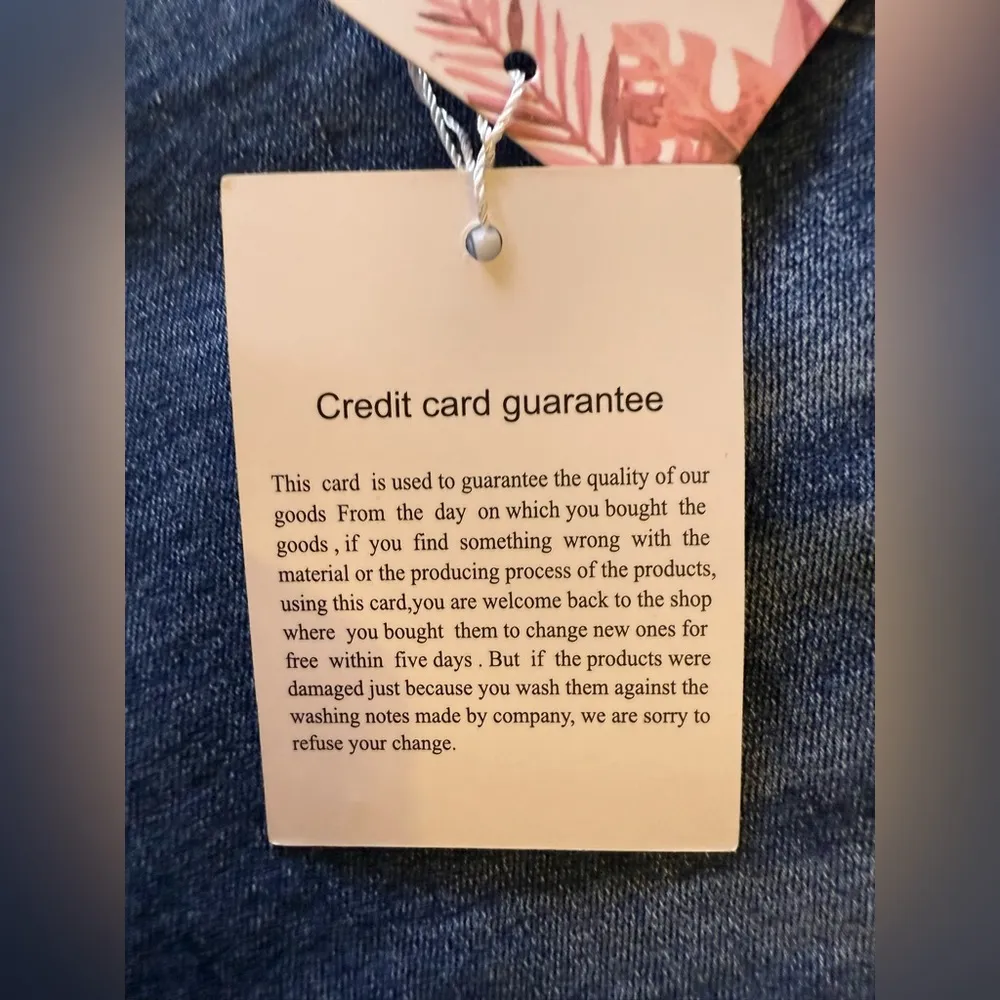 Credit card guarantee
This card is used to guarantee the quality of our
goods From the day on which you bought the
goods , if you find something wrong with the
material or the producing process of the products,
using this card,you are welcome back to the shop
where you bought them to change new ones for
free within five days . But if the products were
damaged just because you wash them against the
washing notes made by company, we are sorry to
refuse your change.